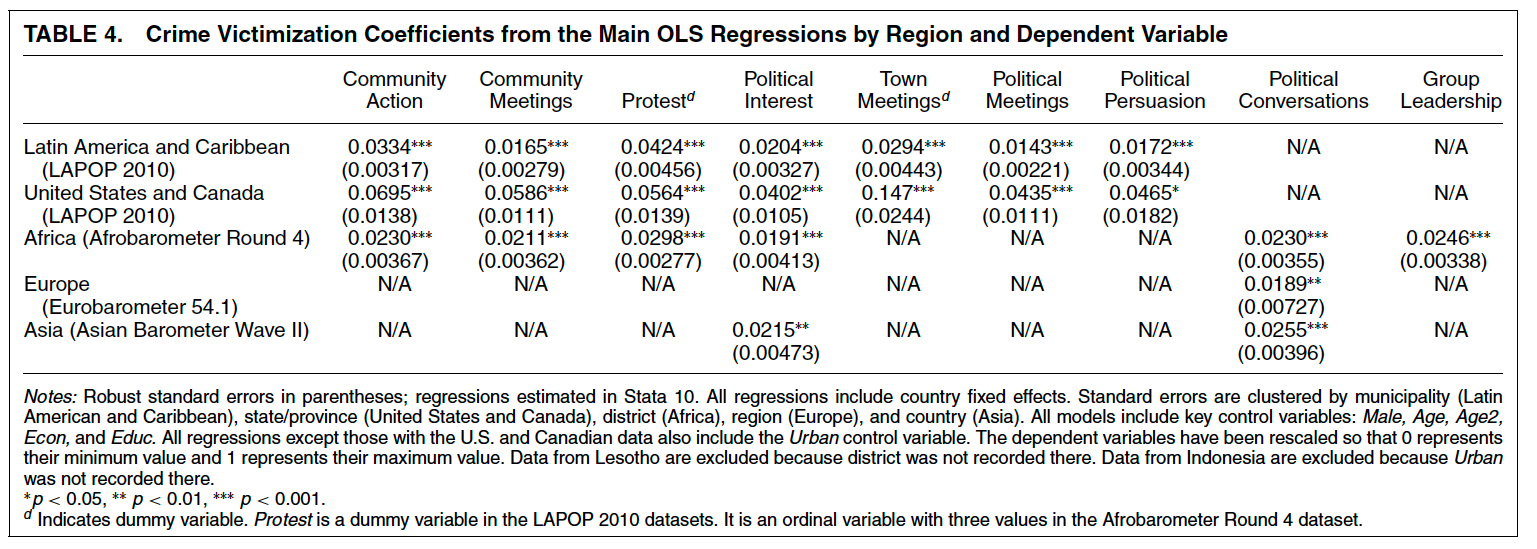 TABLE 4. Crime Victimization Coefficients from the Main OLS Regressions by Region and Dependent Variable
Community Community Political Town Political Political Political Group
Action Meetings Protestd Interest Meetingsd Meetings Persuasion Conversations Leadership
Latin America and Caribbean 0.0334*** 0.0165*** 0.0424*** 0.0204*** 0.0294*** 0.0143*** 0.0172*** N/A N/A
(LAPOP 2010) (0.00317) (0.00279) (0.00456) (0.00327) (0.00443) (0.00221) (0.00344)
United States and Canada 0.0695*** 0.0586*** 0.0564*** 0.0402*** 0.147*** 0.0435*** 0.0465* N/A N/A
(LAPOP 2010) (0.0138) (0.0111) (0.0139) (0.0105) (0.0244) (0.0111) (0.0182)
Africa (Afrobarometer Round 4) 0.0230*** 0.0211*** 0.0298*** 0.0191*** N/A N/A N/A 0.0230*** 0.0246***
(0.00367) (0.00362) (0.00277) (0.00413) (0.00355) (0.00338)
Europe N/A N/A N/A N/A N/A N/A N/A 0.0189** N/A
(Eurobarometer 54.1) (0.00727)
Asia (Asian Barometer Wave II) N/A N/A N/A 0.0215** N/A N/A N/A 0.0255*** N/A
(0.00473) (0.00396)
Notes: Robust standard errors in parentheses; regressions estimated in Stata 10. All regressions include country fixed effects. Standard errors are clustered by municipality (Latin
American and Caribbean), state/province (United States and Canada), district (Africa), region (Europe), and country (Asia). All models include key control variables: Male, Age, Age2,
Econ, and Educ. All regressions except those with the U.S. and Canadian data also include the Urban control variable. The dependent variables have been rescaled so that 0 represents
their minimum value and 1 represents their maximum value. Data from Lesotho are excluded because district was not recorded there. Data from Indonesia are excluded because Urban
was not recorded there.
*p < 0.05, ** p < 0.01, *** p < 0.001.
d Indicates dummy variable. Protest is a dummy variable in the LAPOP 2010 datasets. It is an ordinal variable with three values in the Afrobarometer Round 4 dataset.